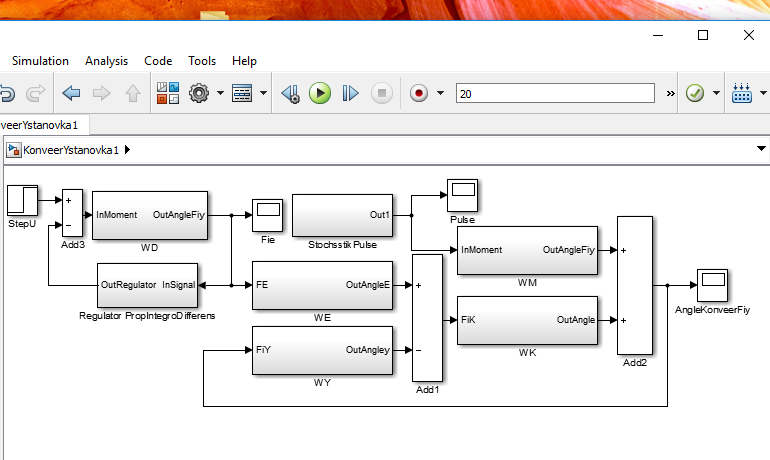 Simulation Analysis Code Tools Help
20 »
veerYstanovka1
KonveerYstanovka1
StepU
+
−
Add3
InMoment OutAngleFiy
WD
Fie
Out1
Stochsstik Pulse
Pulse
InMoment OutAngleFiy
WM
OutRegulator InSignal
Regulator PropIntegroDifferens
FE OutAngleE
WE
FiY OutAngley
WY
+
−
Add1
FiK OutAngle
WK
+
+
Add2
AngleKonveerFiy